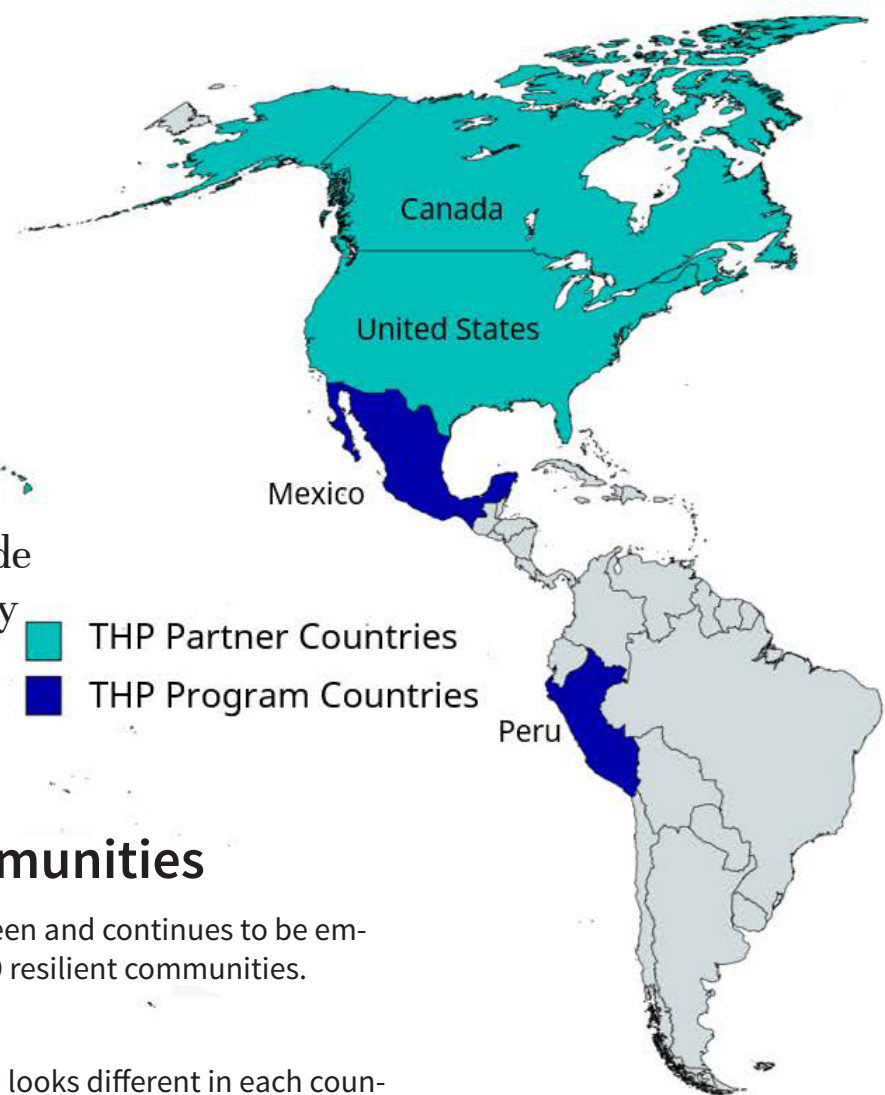 Canada
United States
Mexico
de
y
THP Partner Countries
THP Program Countries
Peru
munities
een and continues to be em-
resilient communities.
looks different in each coun-